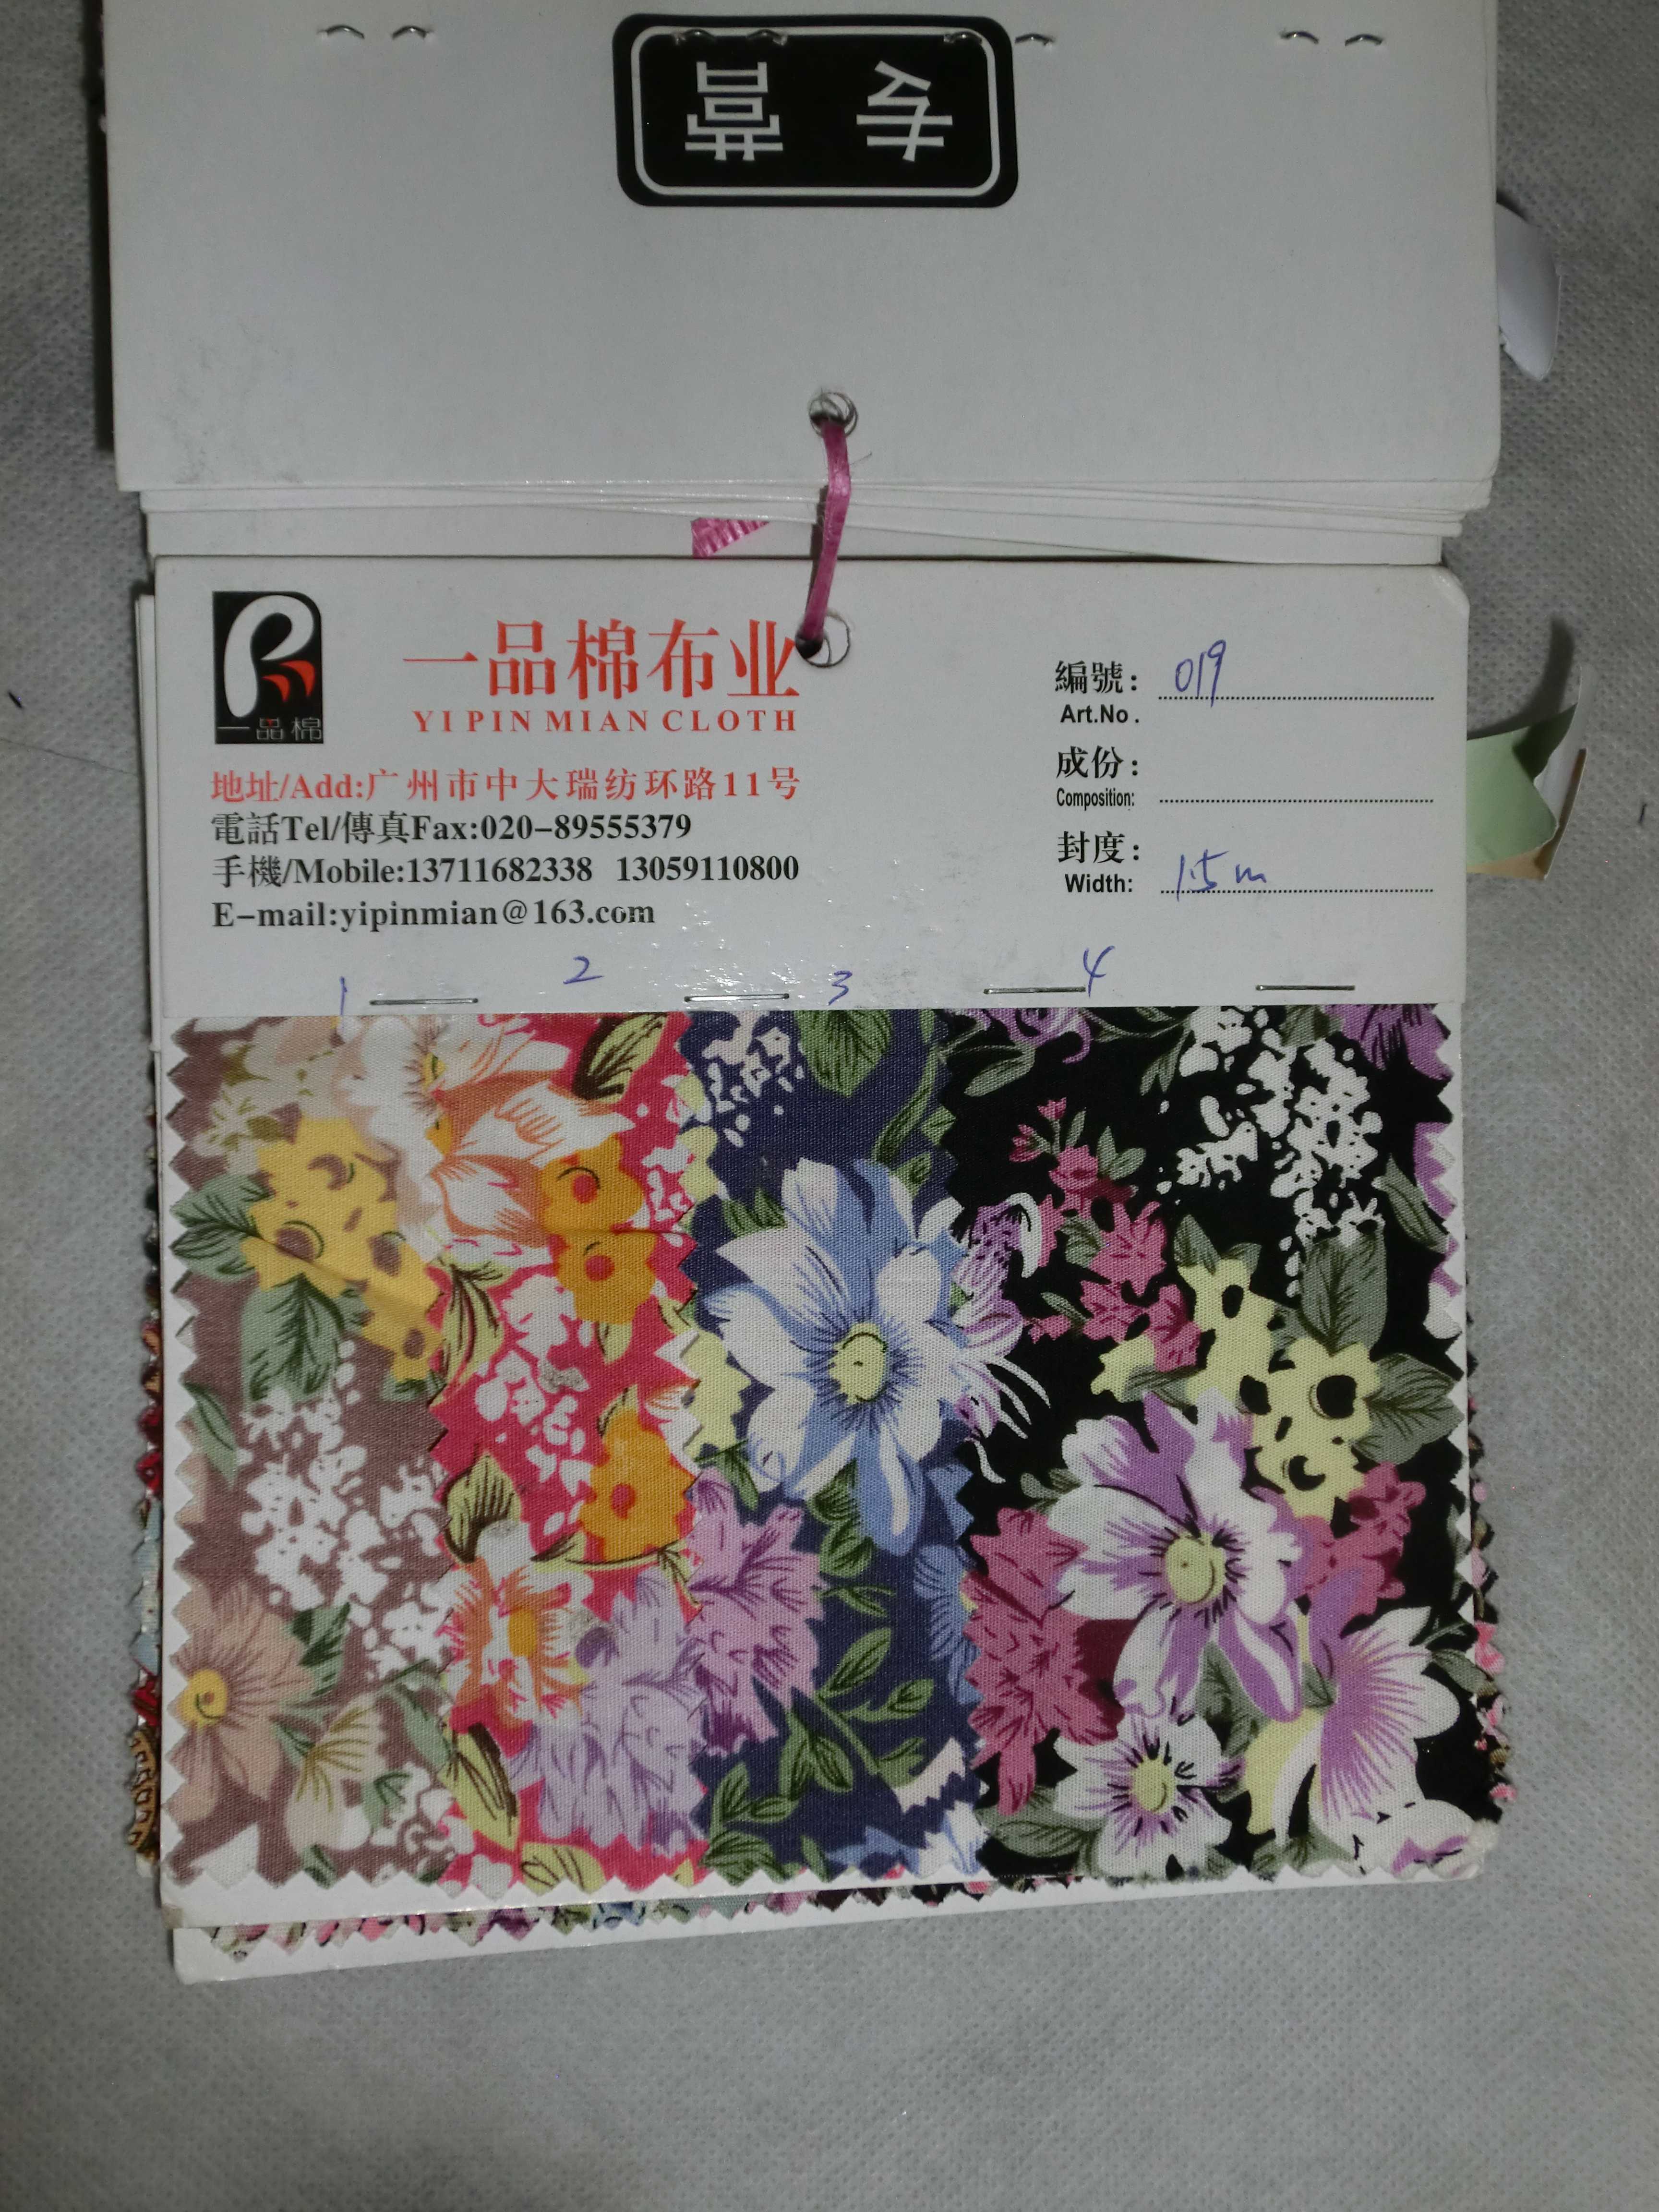 专营
一品棉
一品棉布业
YI PIN MIAN CLOTH
地址/Add:广州市中大瑞纺环路11号
電話Tel/傳真Fax:020-89555379
手機/Mobile:13711682338 13059110800
E-mail:yipinmian@163.com
編號: 019
Art.No.
成份:
Composition:
封度:
Width: 1.5m
1 2 3 4